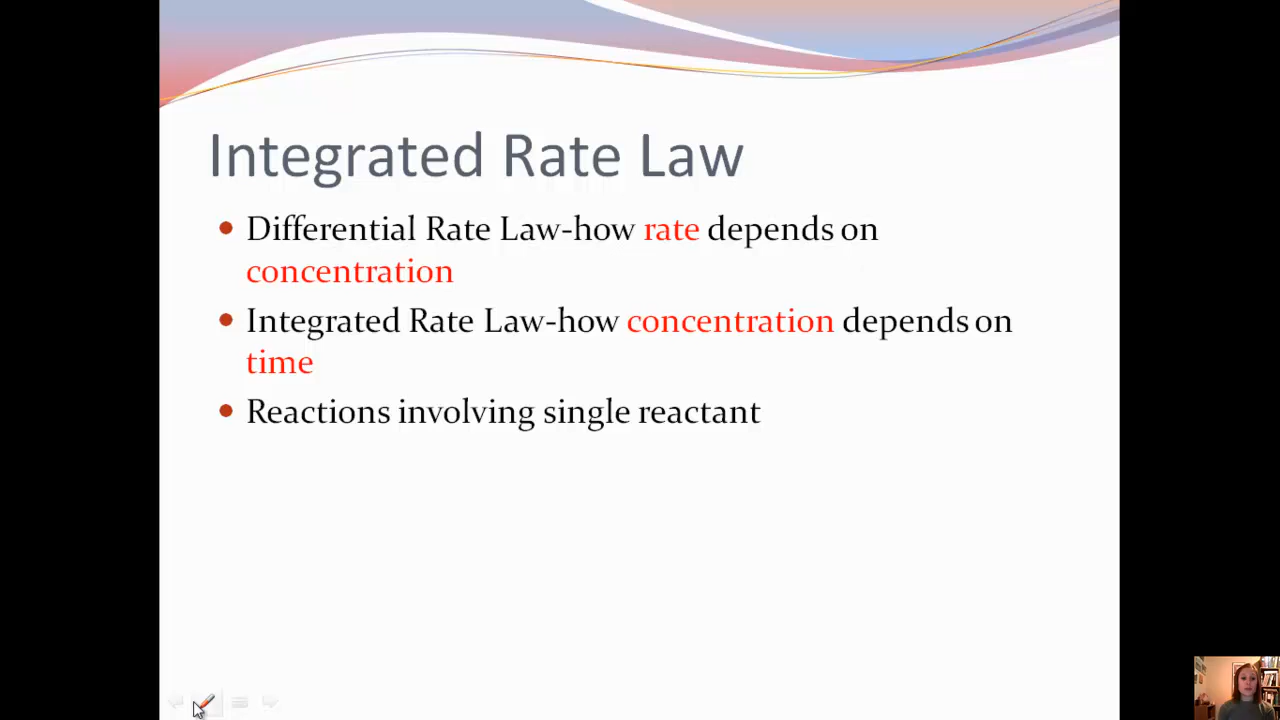 Integrated Rate Law
Differential Rate Law-how rate depends on
concentration
Integrated Rate Law-how concentration depends on
time
Reactions involving single reactant